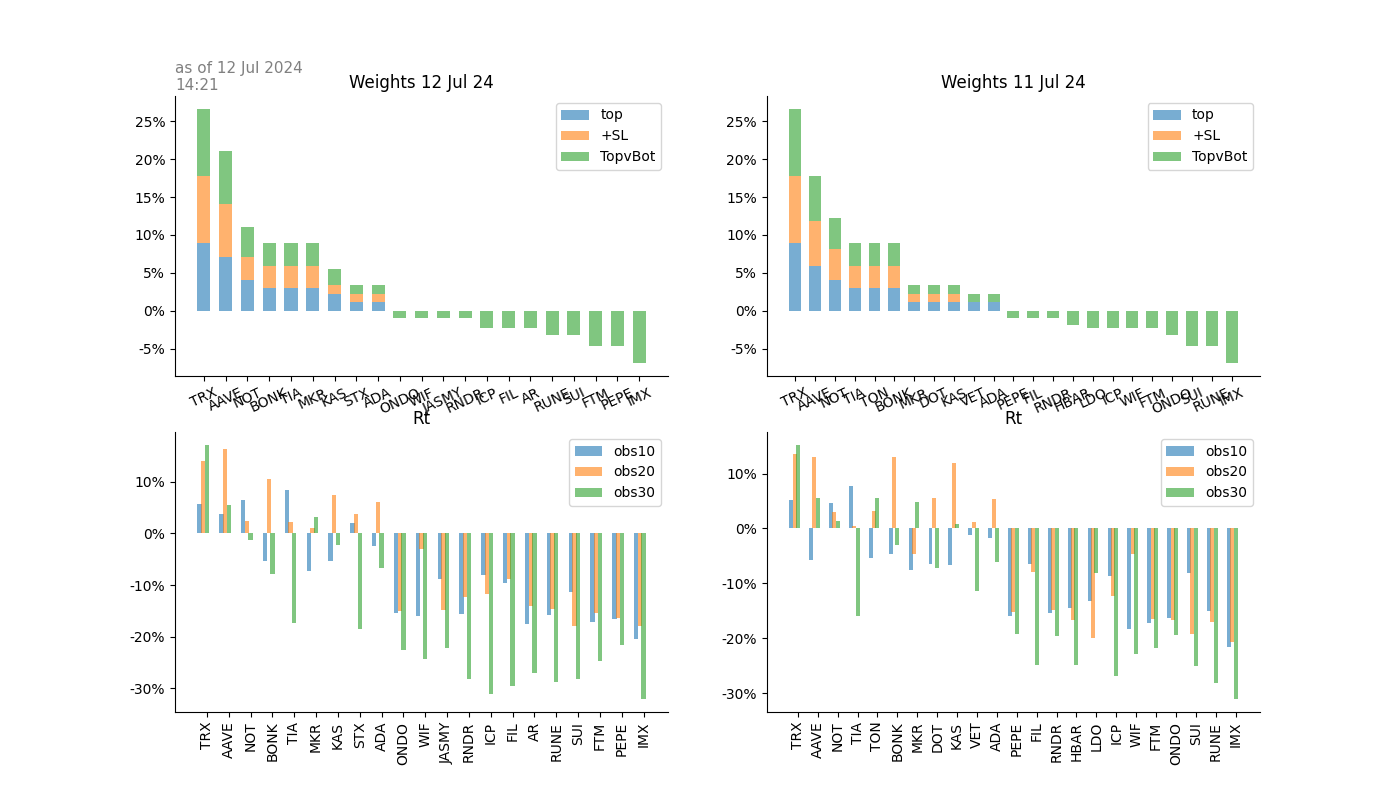 as of 12 Jul 2024
14:21
Weights 12 Jul 24
25%
20%
15%
10%
5%
0%
-5%
top
+SL
TopvBot
TRX AAVE NOT BONK TIA MKR KAS STX ADA ONDO WIF JASMY RNDR ICP FIL AR RUNE SUI FTM PEPE IMX
Weights 11 Jul 24
25%
20%
15%
10%
5%
0%
-5%
top
+SL
TopvBot
TRX AAVE NOT TIA TON BONK MKR DOT KAS VET ADA PEPE FIL RNDR HBAR LDO ICP WIF FTM ONDO SUI RUNE IMX
Rt
10%
0%
-10%
-20%
-30%
obs10
obs20
obs30
TRX AAVE NOT BONK TIA MKR KAS STX ADA ONDO WIF JASMY RNDR ICP FIL AR RUNE SUI FTM PEPE IMX
Rt
10%
0%
-10%
-20%
-30%
obs10
obs20
obs30
TRX AAVE NOT TIA TON BONK MKR DOT KAS VET ADA PEPE FIL RNDR HBAR LDO ICP WIF FTM ONDO SUI RUNE IMX